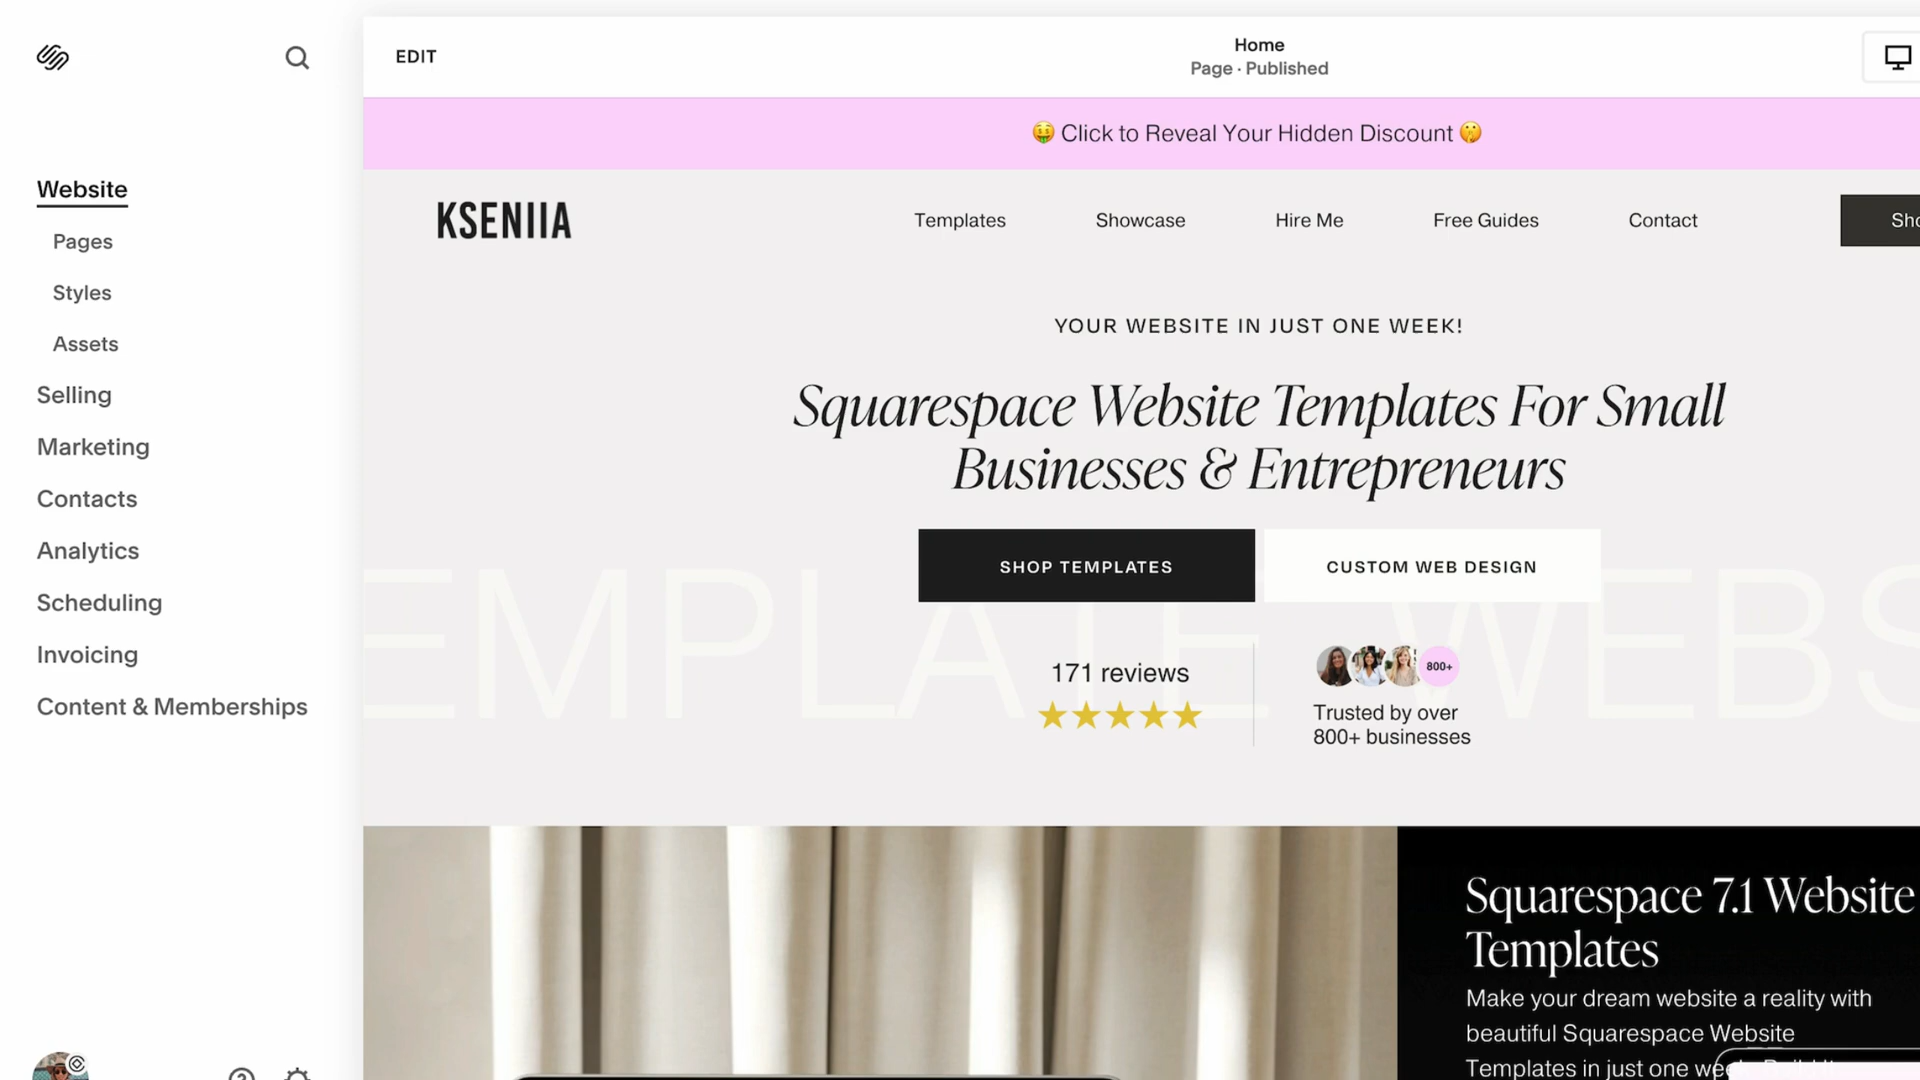 EDIT
Home
Page · Published
🤑 Click to Reveal Your Hidden Discount 🤫
Website
Pages
Styles
Assets
Selling
Marketing
Contacts
Analytics
Scheduling
Invoicing
Content & Memberships
KSENIIA
Templates
Showcase
Hire Me
Free Guides
Contact
YOUR WEBSITE IN JUST ONE WEEK!
Squarespace Website Templates For Small
Businesses & Entrepreneurs
SHOP TEMPLATES
CUSTOM WEB DESIGN
EMPLATE WEBS
171 reviews
800+
Trusted by over
800+ businesses
Squarespace 7.1 Website
Templates
Make your dream website a reality with
beautiful Squarespace Website
Templates in just one